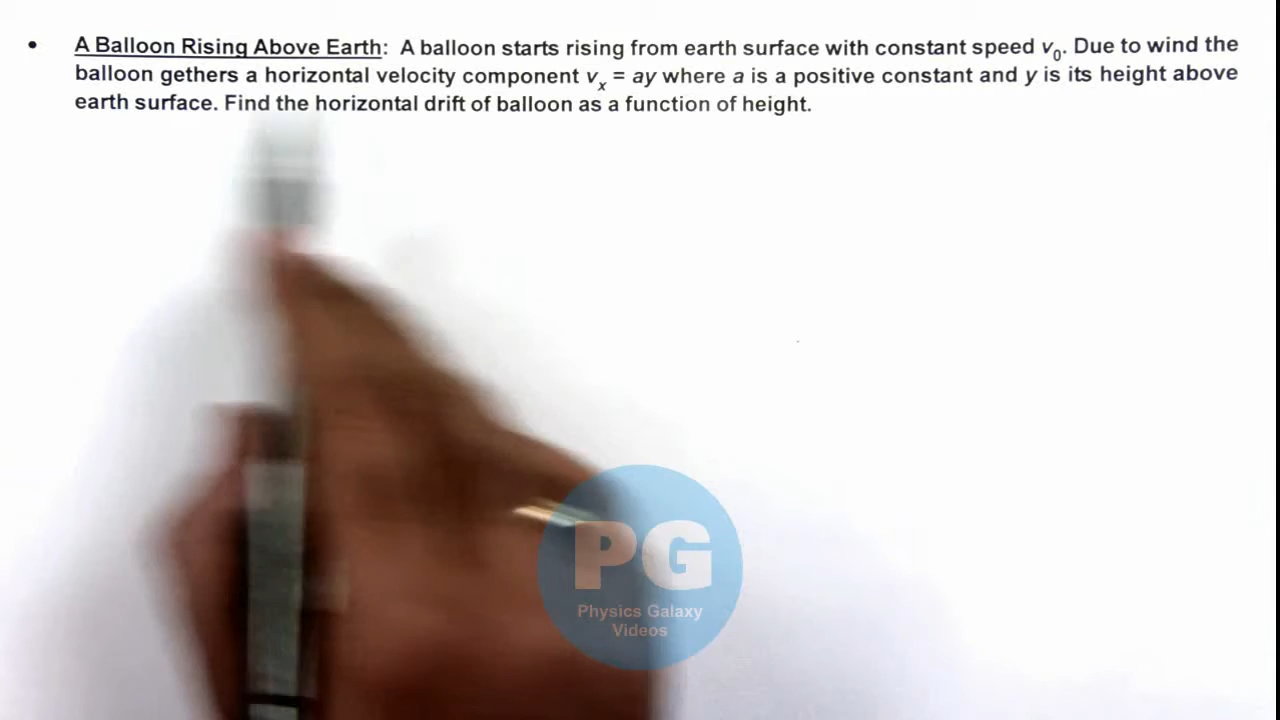 • A Balloon Rising Above Earth: A balloon starts rising from earth surface with constant speed v₀. Due to wind the
balloon gethers a horizontal velocity component vₓ = ay where a is a positive constant and y is its height above
earth surface. Find the horizontal drift of balloon as a function of height.
PG
Physics Galaxy
Videos